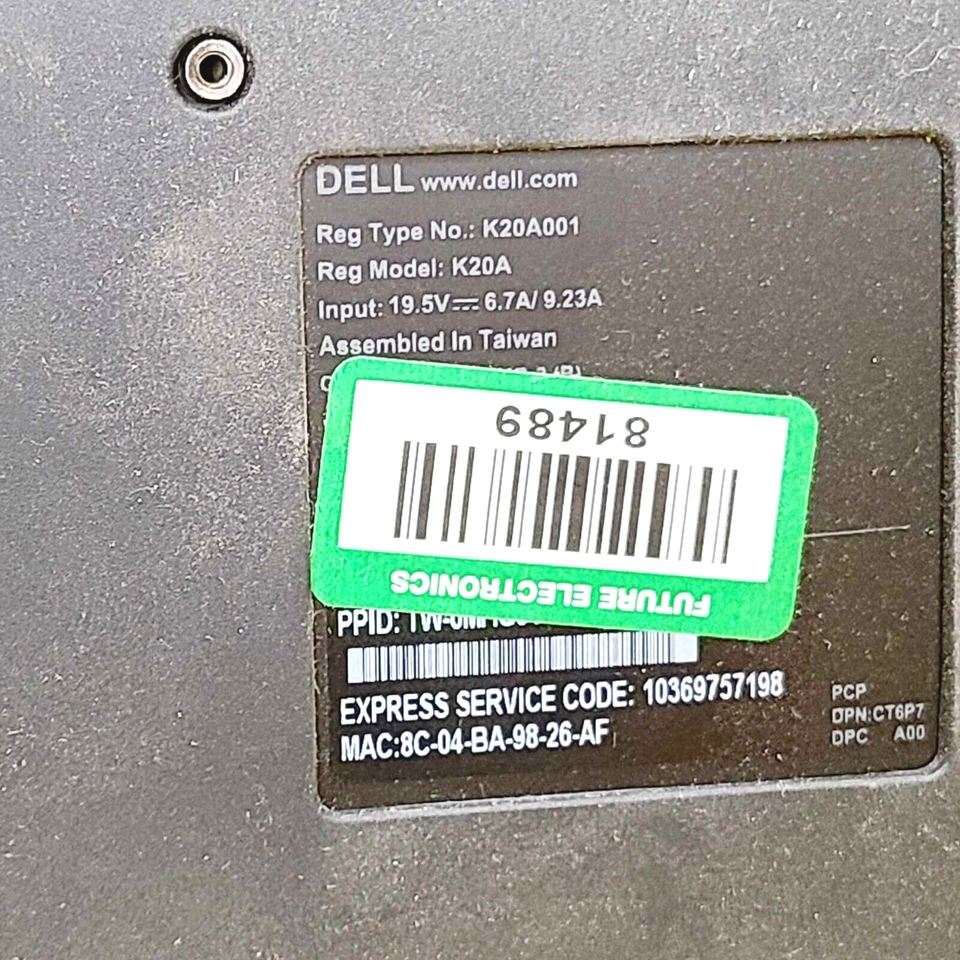 DELL www.dell.com
Reg Type No.: K20A001
Reg Model: K20A
Input: 19.5V⎓ 6.7A/ 9.23A
Assembled In Taiwan
81489
FUTURE ELECTRONICS
PPID:
EXPRESS SERVICE CODE: 10369757198
MAC:8C-04-BA-98-26-AF
PCP
DPN:CT6P7
DPC A00